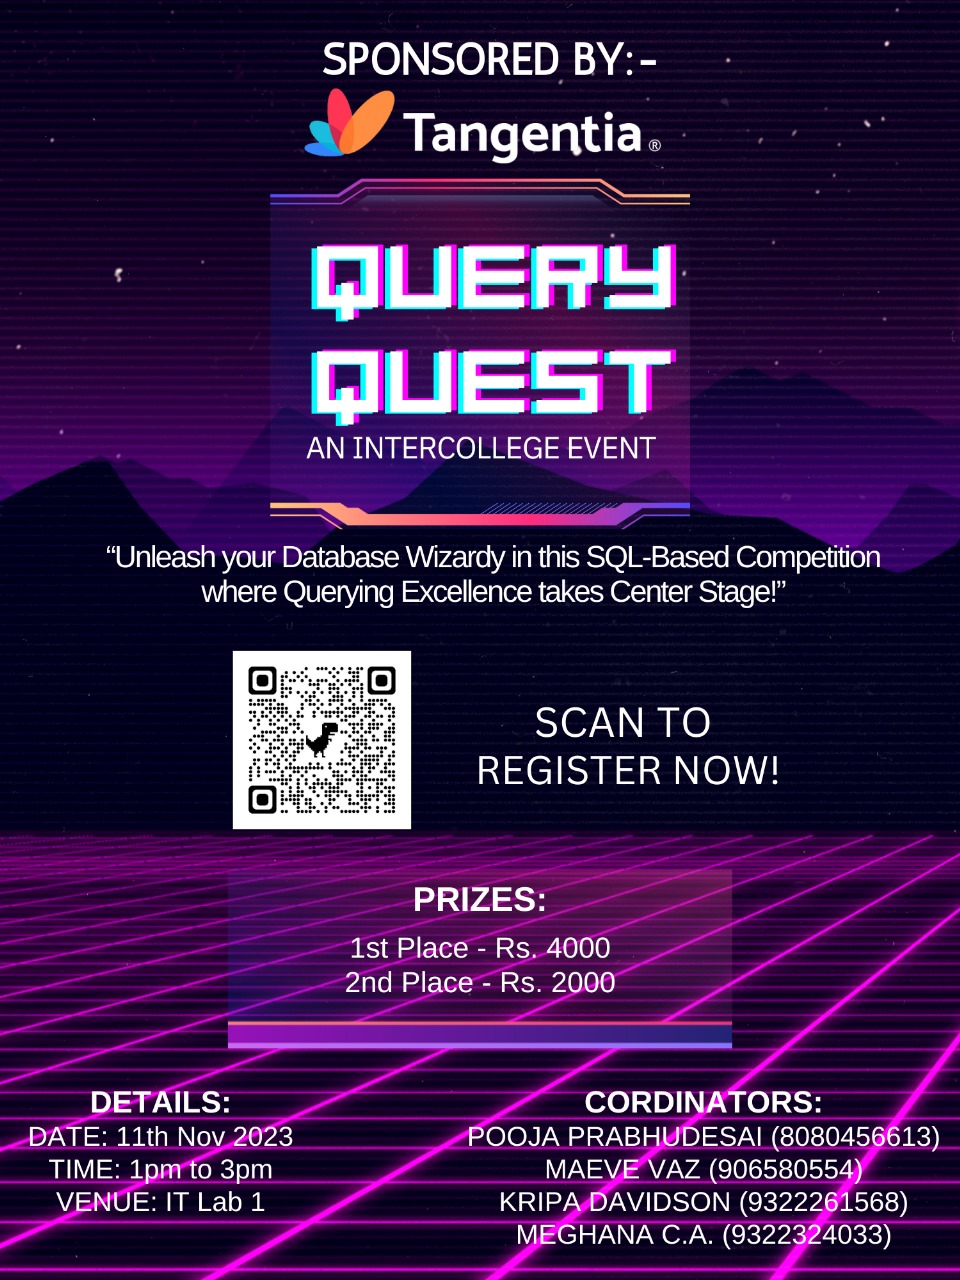 SPONSORED BY:-
Tangentia®
QUERY
QUEST
AN INTERCOLLEGE EVENT
“Unleash your Database Wizardy in this SQL-Based Competition
where Querying Excellence takes Center Stage!”
SCAN TO
REGISTER NOW!
PRIZES:
1st Place - Rs. 4000
2nd Place - Rs. 2000
DETAILS:
DATE: 11th Nov 2023
TIME: 1pm to 3pm
VENUE: IT Lab 1
CORDINATORS:
POOJA PRABHUDESAI (8080456613)
MAEVE VAZ (906580554)
KRIPA DAVIDSON (9322261568)
MEGHANA C.A. (9322324033)